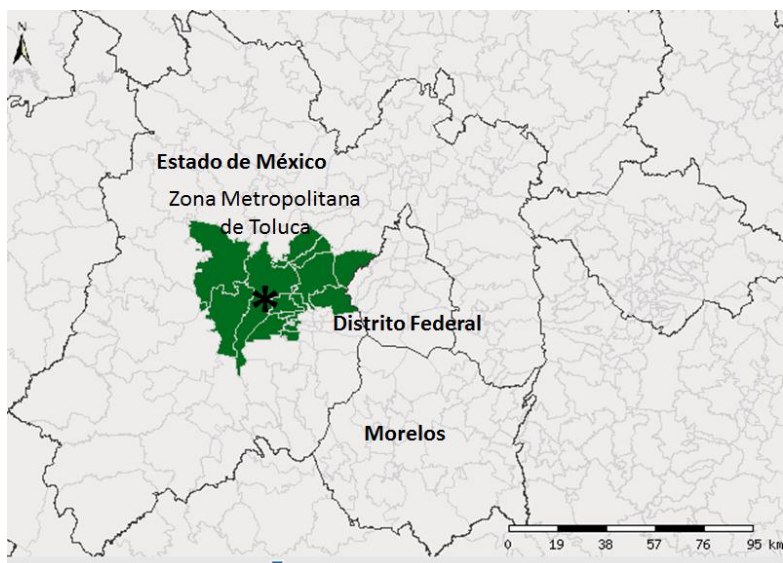 N
Estado de México
Zona Metropolitana
de Toluca
*
Distrito Federal
Morelos
0 19 38 57 76 95 km